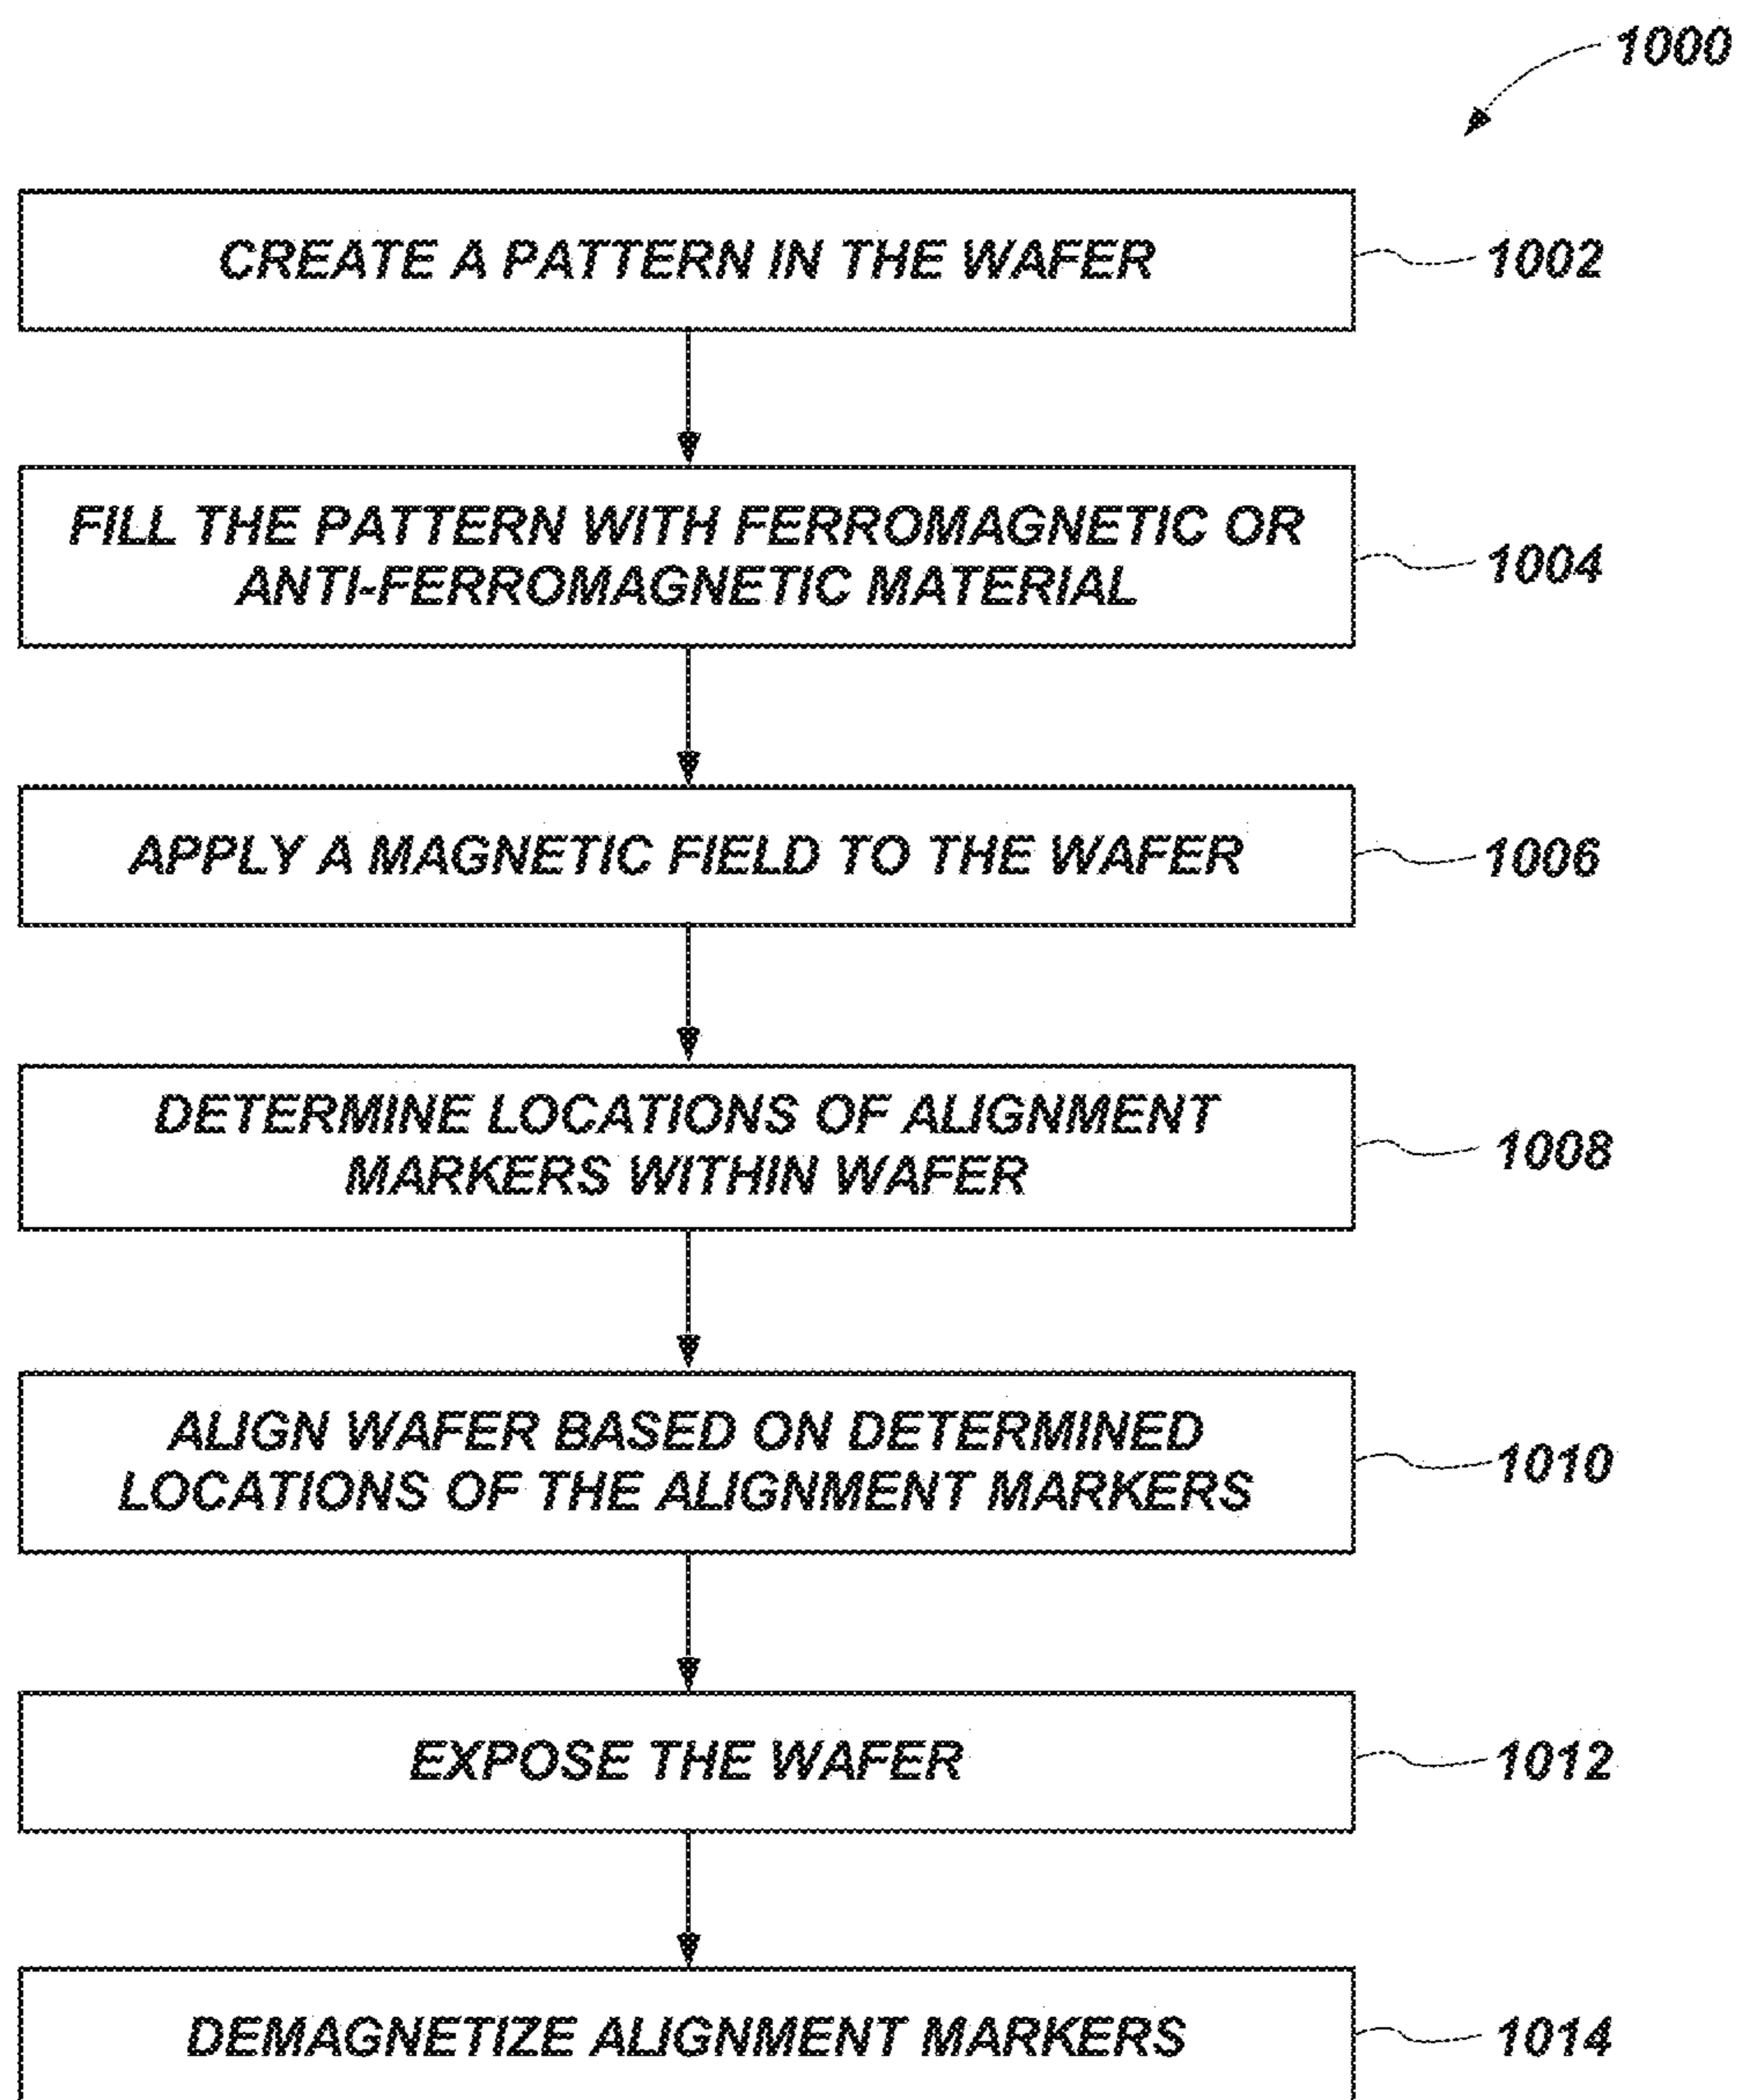 1000
CREATE A PATTERN IN THE WAFER
1002
FILL THE PATTERN WITH FERROMAGNETIC OR
ANTI-FERROMAGNETIC MATERIAL
1004
APPLY A MAGNETIC FIELD TO THE WAFER
1006
DETERMINE LOCATIONS OF ALIGNMENT
MARKERS WITHIN WAFER
1008
ALIGN WAFER BASED ON DETERMINED
LOCATIONS OF THE ALIGNMENT MARKERS
1010
EXPOSE THE WAFER
1012
DEMAGNETIZE ALIGNMENT MARKERS
1014